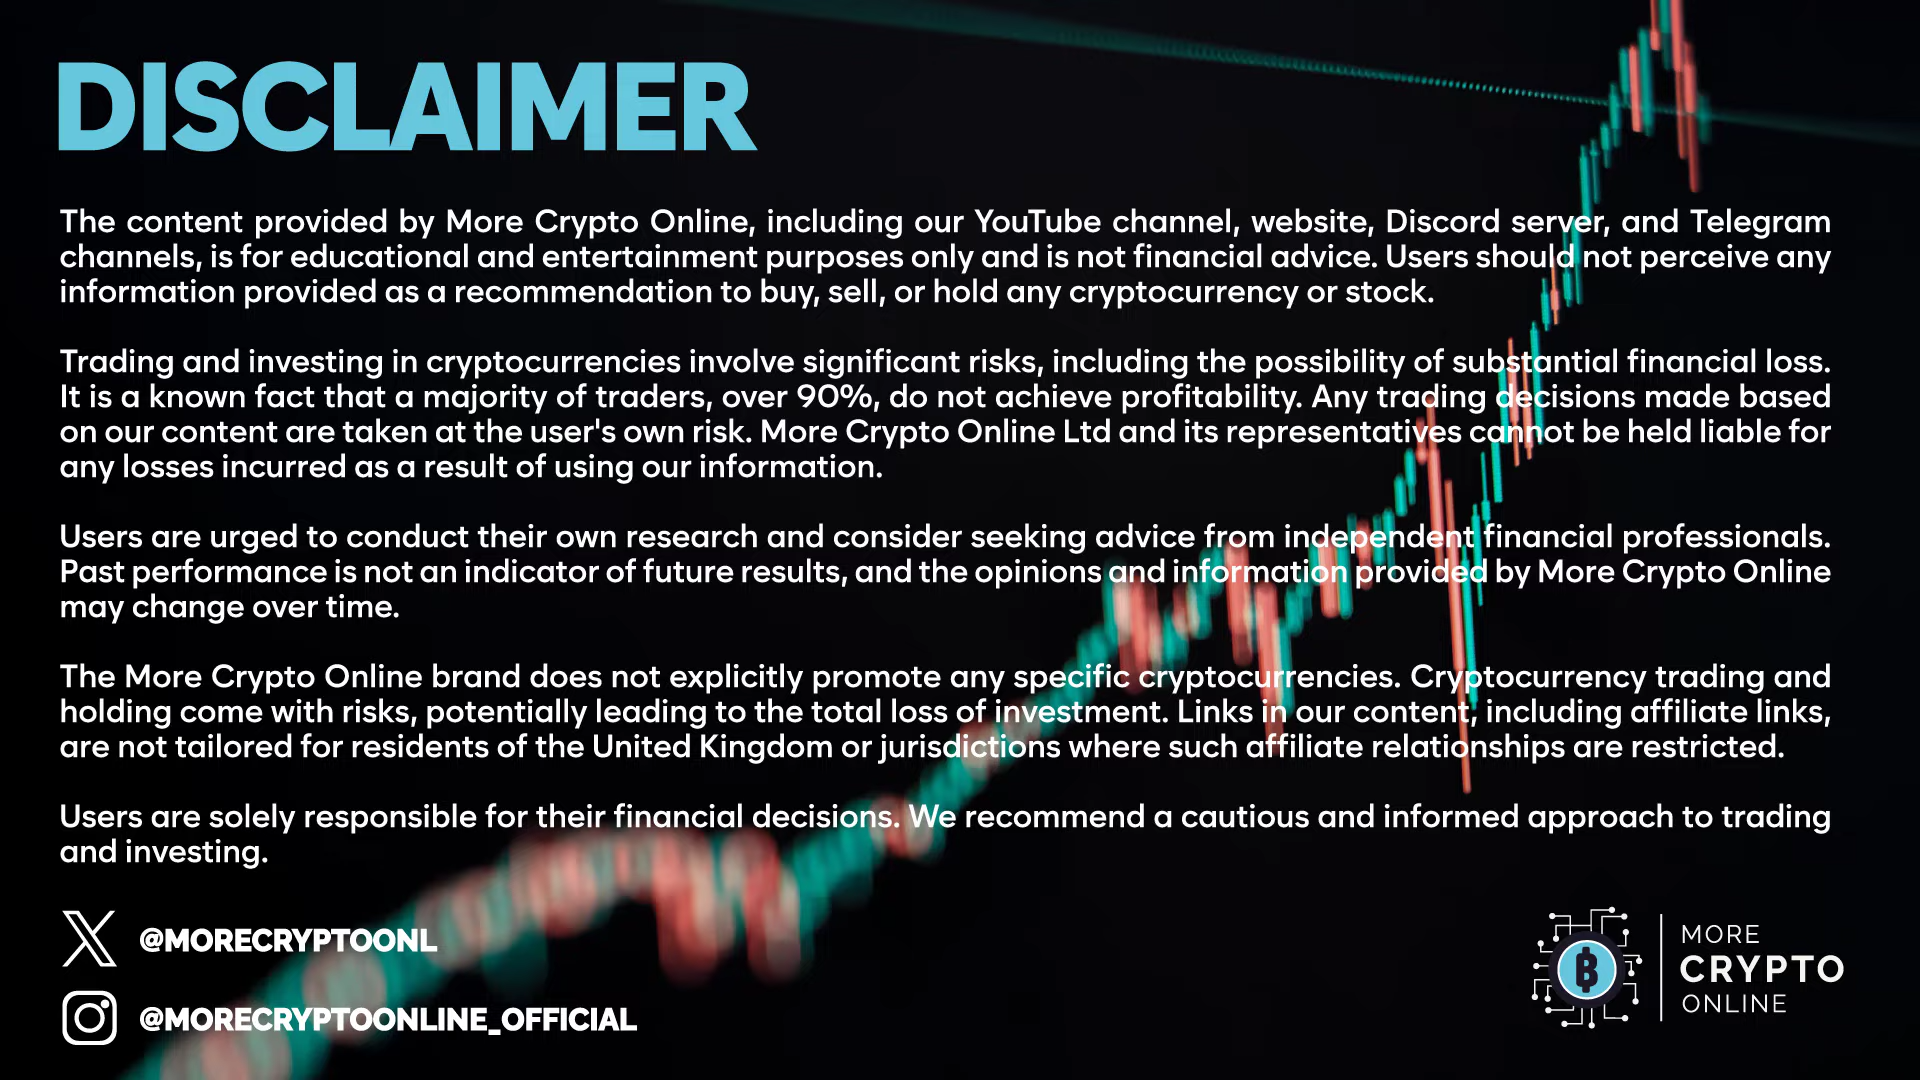 DISCLAIMER
The content provided by More Crypto Online, including our YouTube channel, website, Discord server, and Telegram
channels, is for educational and entertainment purposes only and is not financial advice. Users should not perceive any
information provided as a recommendation to buy, sell, or hold any cryptocurrency or stock.
Trading and investing in cryptocurrencies involve significant risks, including the possibility of substantial financial loss.
It is a known fact that a majority of traders, over 90%, do not achieve profitability. Any trading decisions made based
on our content are taken at the user's own risk. More Crypto Online Ltd and its representatives cannot be held liable for
any losses incurred as a result of using our information.
Users are urged to conduct their own research and consider seeking advice from independent financial professionals.
Past performance is not an indicator of future results, and the opinions and information provided by More Crypto Online
may change over time.
The More Crypto Online brand does not explicitly promote any specific cryptocurrencies. Cryptocurrency trading and
holding come with risks, potentially leading to the total loss of investment. Links in our content, including affiliate links,
are not tailored for residents of the United Kingdom or jurisdictions where such affiliate relationships are restricted.
Users are solely responsible for their financial decisions. We recommend a cautious and informed approach to trading
and investing.
@MORECRYPTOONL
@MORECRYPTOONLINE_OFFICIAL
MORE
CRYPTO
ONLINE